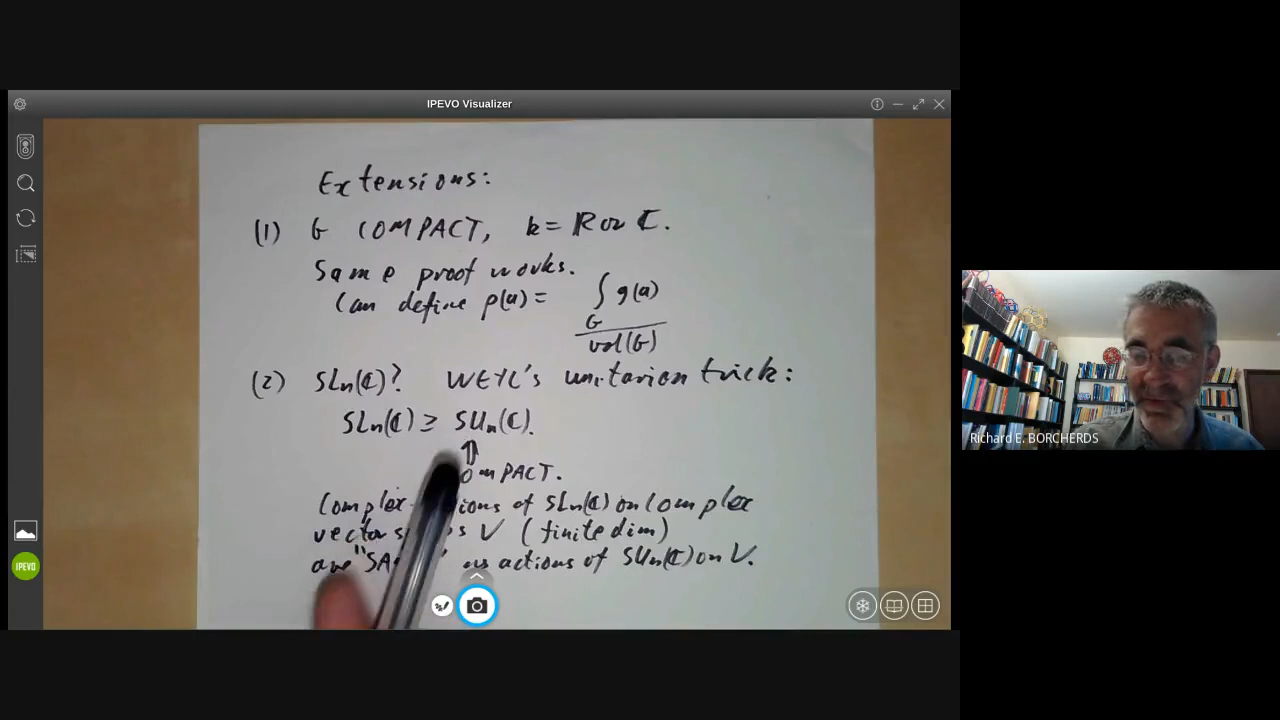 IPEVO Visualizer
Extensions:
(1) G COMPACT, k = ℝ or ℂ.
Same proof works.
Can define ρ(a) = ∫ g(a)
G
vol(G)
(2) SLn(ℂ)? WEYL's unitarian trick:
SLn(ℂ) ≥ SUn(ℂ).
⇑
OMPACT.
Complex of SLn(ℂ) on complex
vector V (finite dim)
are as actions of SUn(ℂ) on V.
IPEVO
Richard E. BORCHERDS